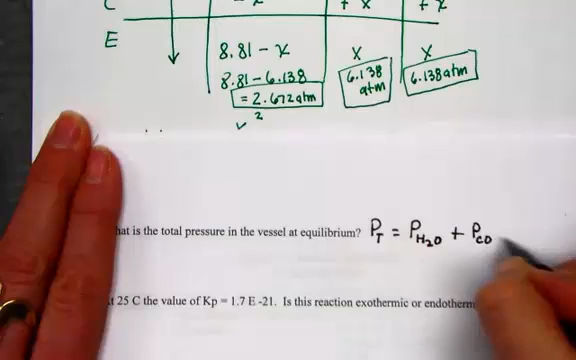 C - x + x + x
E 8.81 - x x x
8.81 - 6.138 6.138 atm 6.138 atm
= 2.672 atm
2
hat is the total pressure in the vessel at equilibrium? P_T = P_H2O + P_CO
t 25 C the value of Kp = 1.7 E -21. Is this reaction exothermic or endotherm